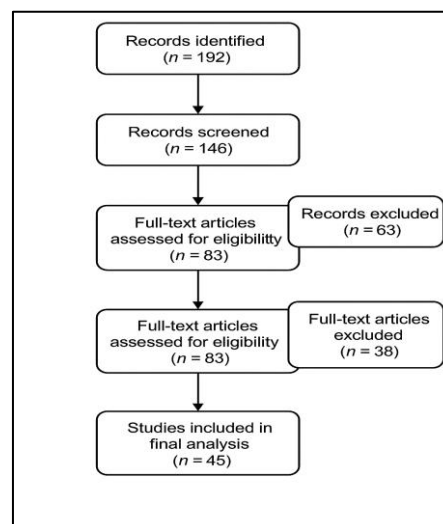 Records identified
(n = 192)
Records screened
(n = 146)
Full-text articles
assessed for eligibilitty
(n = 83)
Records excluded
(n = 63)
Full-text articles
assessed for eligibility
(n = 83)
Full-text articles
excluded
(n = 38)
Studies included in
final analysis
(n = 45)